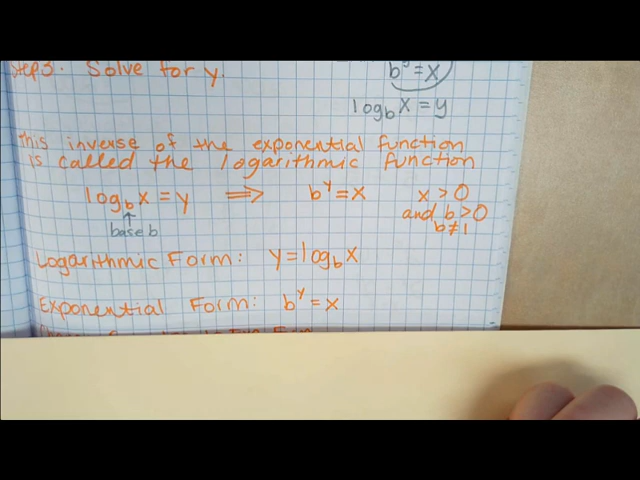 Step3. Solve for y.
b^y = x
log_b x = y
This inverse of the exponential function
is called the logarithmic function
log_b x = y ⟹ b^y = x x > 0
and b > 0
b ≠ 1
↑
base b
Logarithmic Form: y = log_b x
Exponential Form: b^y = x